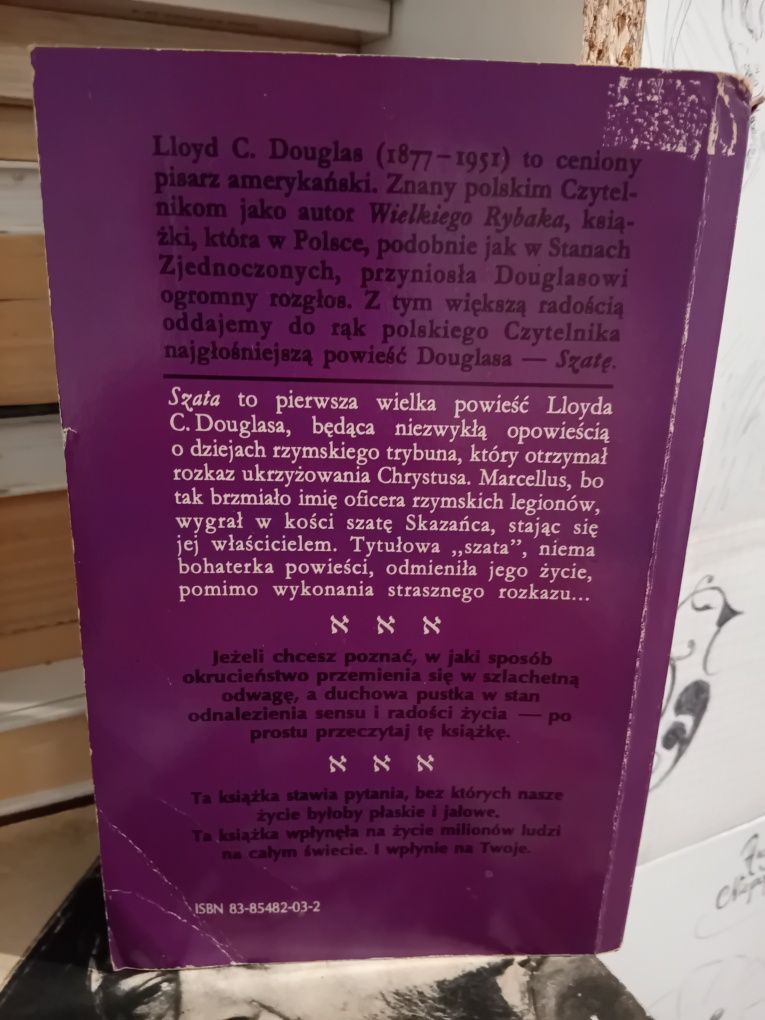 Lloyd C. Douglas (1877–1951) to ceniony
pisarz amerykański. Znany polskim Czytel-
nikom jako autor Wielkiego Rybaka, ksią-
żki, która w Polsce, podobnie jak w Stanach
Zjednoczonych, przyniosła Douglasowi
ogromny rozgłos. Z tym większą radością
oddajemy do rąk polskiego Czytelnika
najgłośniejszą powieść Douglasa — Szatę.
Szata to pierwsza wielka powieść Lloyda
C. Douglasa, będąca niezwykłą opowieścią
o dziejach rzymskiego trybuna, który otrzymał
rozkaz ukrzyżowania Chrystusa. Marcellus, bo
tak brzmiało imię oficera rzymskich legionów,
wygrał w kości szatę Skazańca, stając się
jej właścicielem. Tytułowa „szata”, niema
bohaterka powieści, odmieniła jego życie,
pomimo wykonania strasznego rozkazu...
א א א
Jeżeli chcesz poznać, w jaki sposób
okrucieństwo przemienia się w szlachetną
odwagę, a duchowa pustka w stan
odnalezienia sensu i radości życia — po
prostu przeczytaj tę książkę.
א א א
Ta książka stawia pytania, bez których nasze
życie byłoby płaskie i jałowe.
Ta książka wpłynęła na życie milionów ludzi
na całym świecie. I wpłynie na Twoje.
ISBN 83-85482-03-2